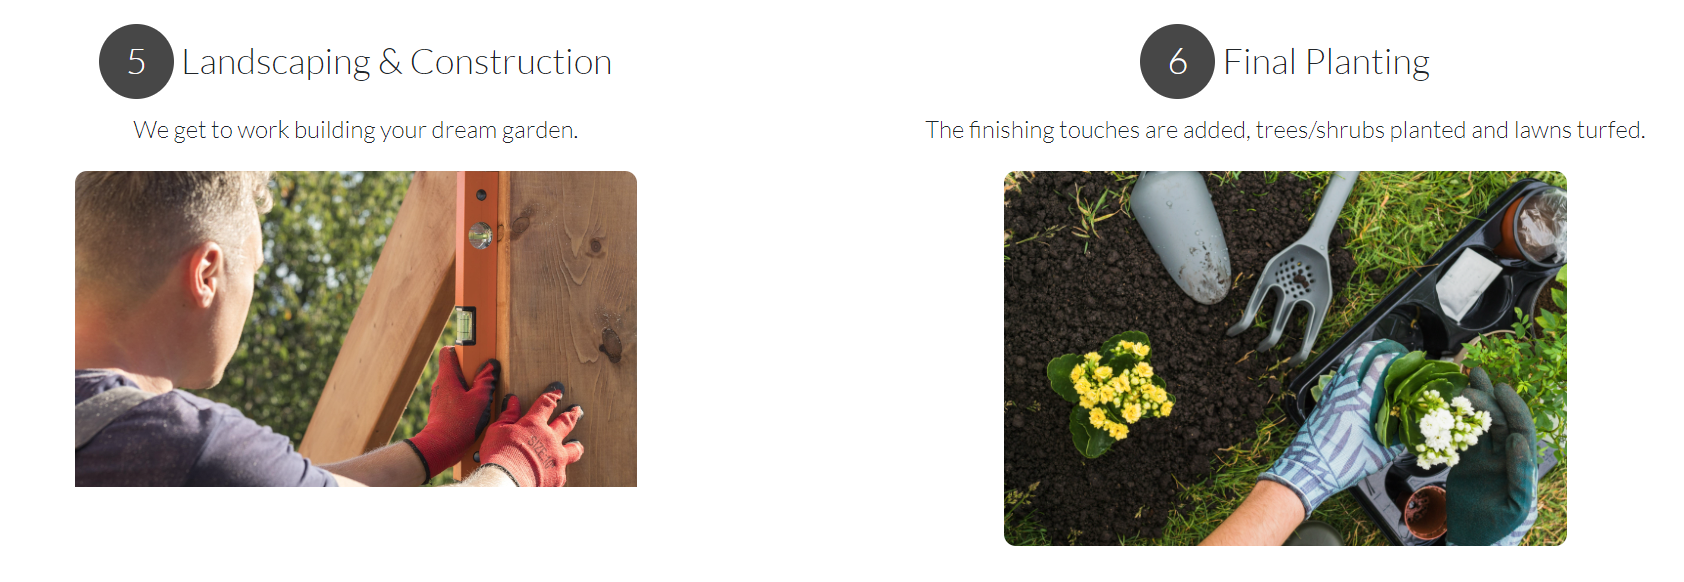 5 Landscaping & Construction
We get to work building your dream garden.
6 Final Planting
The finishing touches are added, trees/shrubs planted and lawns turfed.